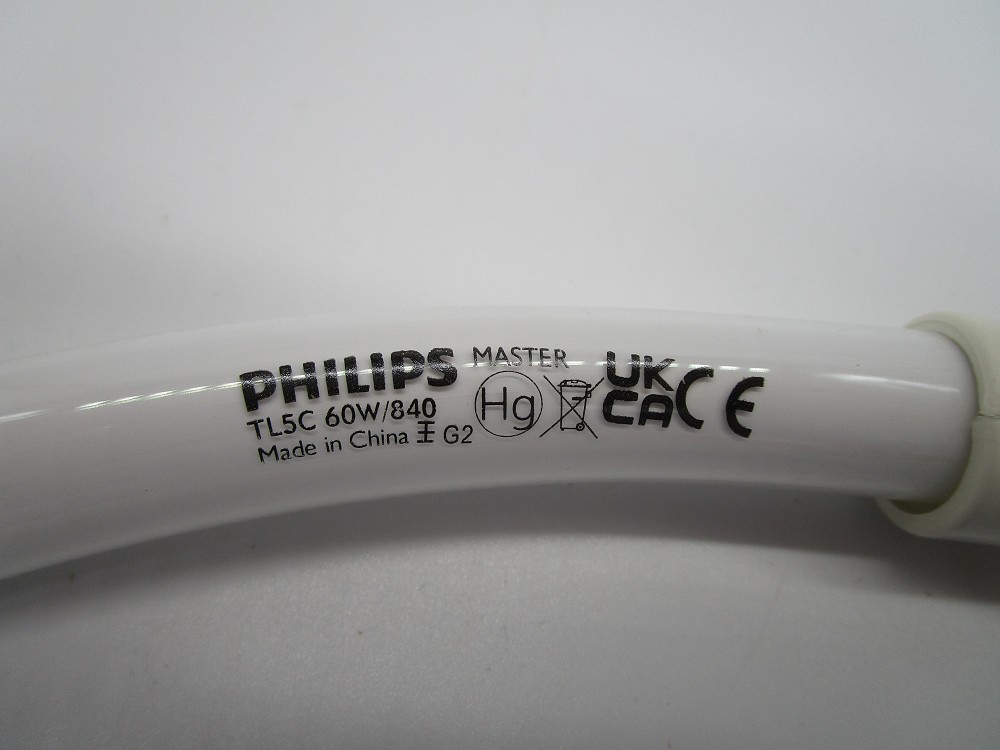 PHILIPS MASTER
TL5C 60W/840 Hg UK CA CE
Made in China G2